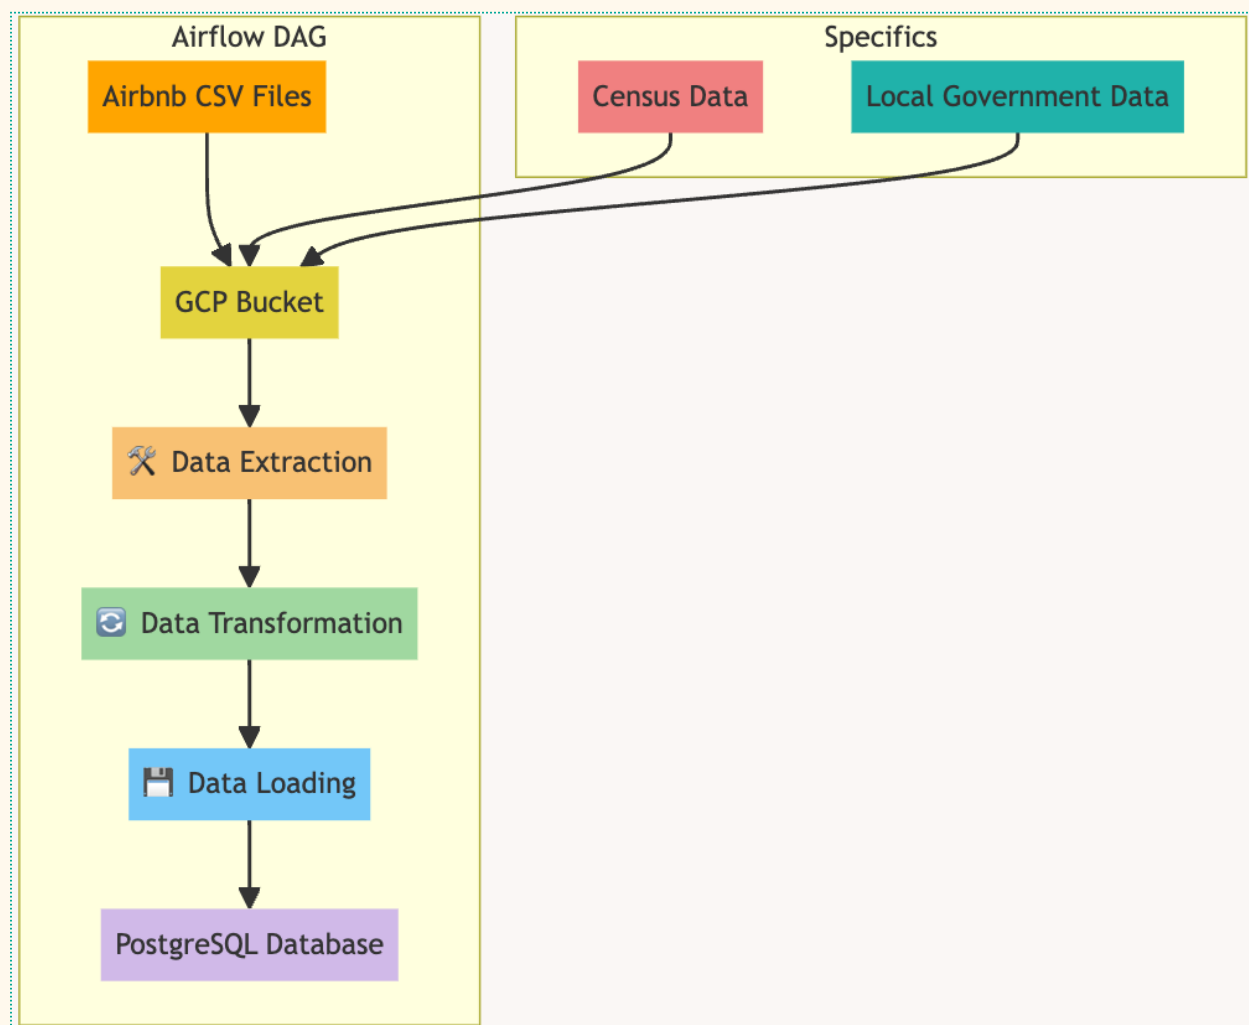 Airflow DAG
Specifics
Airbnb CSV Files
Census Data
Local Government Data
GCP Bucket
🛠 Data Extraction
🔄 Data Transformation
💾 Data Loading
PostgreSQL Database